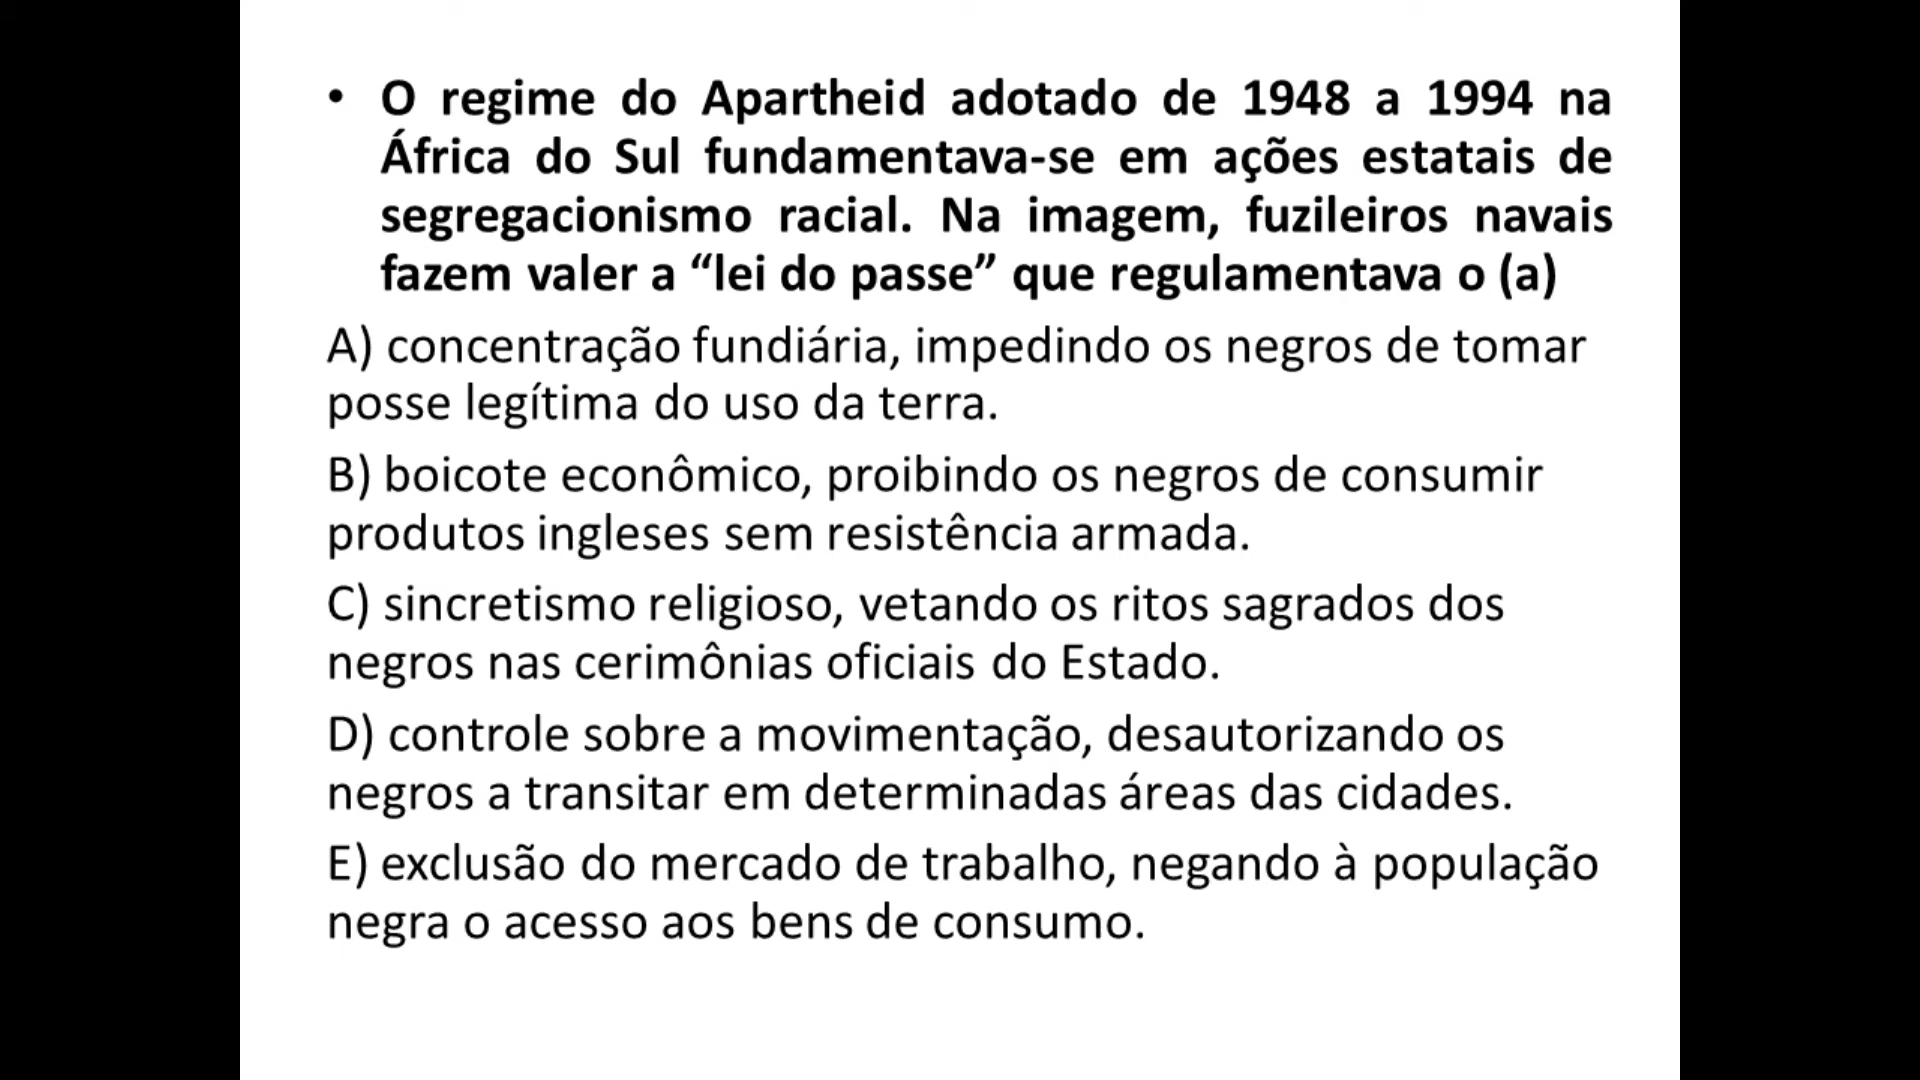 • O regime do Apartheid adotado de 1948 a 1994 na
África do Sul fundamentava-se em ações estatais de
segregacionismo racial. Na imagem, fuzileiros navais
fazem valer a “lei do passe” que regulamentava o (a)
A) concentração fundiária, impedindo os negros de tomar
posse legítima do uso da terra.
B) boicote econômico, proibindo os negros de consumir
produtos ingleses sem resistência armada.
C) sincretismo religioso, vetando os ritos sagrados dos
negros nas cerimônias oficiais do Estado.
D) controle sobre a movimentação, desautorizando os
negros a transitar em determinadas áreas das cidades.
E) exclusão do mercado de trabalho, negando à população
negra o acesso aos bens de consumo.